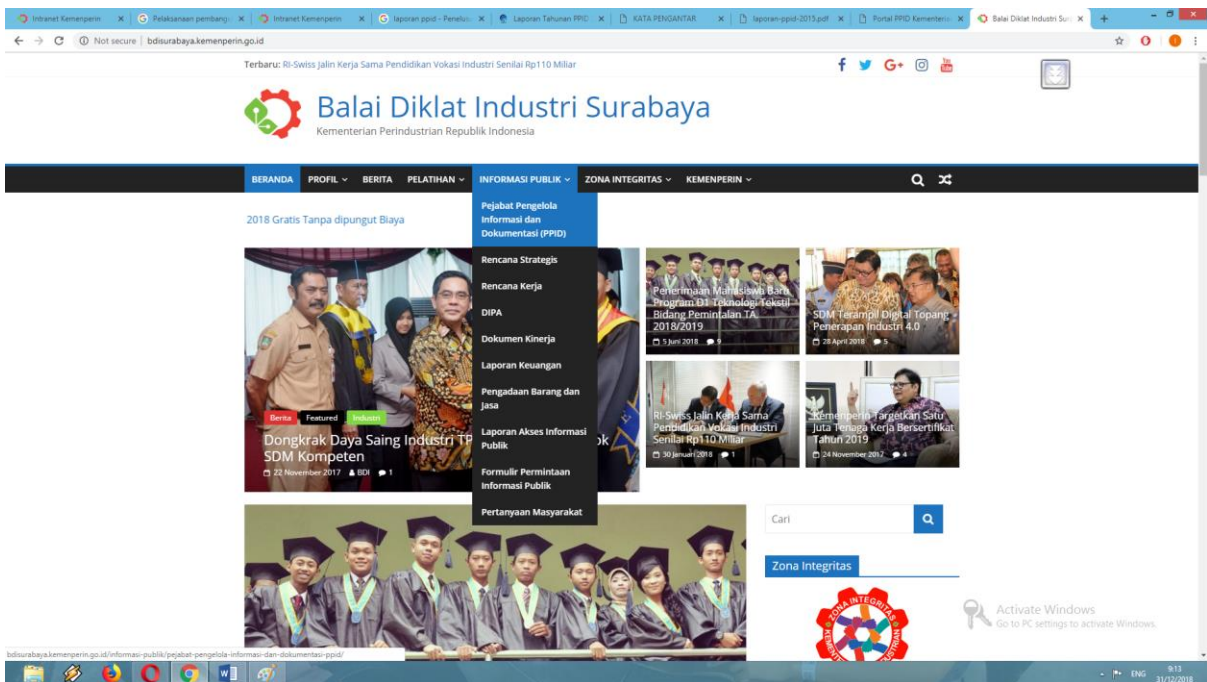 Intranet Kemenperin
Pelaksanaan pembang
Intranet Kemenperin
laporan ppid - Penelus
Laporan Tahunan PPID
KATA PENGANTAR
laporan-ppid-2015.pdf
Portal PPID Kementeria
Balai Diklat Industri Sur
Not secure
bdisurabaya.kemenperin.go.id
Terbaru: RI-Swiss Jalin Kerja Sama Pendidikan Vokasi Industri Senilai Rp110 Miliar
Balai Diklat Industri Surabaya
Kementerian Perindustrian Republik Indonesia
BERANDA PROFIL BERITA PELATIHAN INFORMASI PUBLIK ZONA INTEGRITAS KEMENPERIN
2018 Gratis Tanpa dipungut Biaya
Pejabat Pengelola
Informasi dan
Dokumentasi (PPID)
Rencana Strategis
Rencana Kerja
DIPA
Dokumen Kinerja
Laporan Keuangan
Pengadaan Barang dan
Jasa
Laporan Akses Informasi
Publik
Formulir Permintaan
Informasi Publik
Pertanyaan Masyarakat
Berita Featured Industri
Dongkrak Daya Saing Industri TP ok
SDM Kompeten
22 November 2017 BDI 1
Penerimaan Mahasiswa Baru
Program D1 Teknologi Tekstil
Bidang Pemintalan TA.
2018/2019
5 Juni 2018 9
SDM Terampil Digital Topang
Penerapan Industri 4.0
28 April 2018 5
RI-Swiss Jalin Kerja Sama
Pendidikan Vokasi Industri
Senilai Rp110 Miliar
30 Januari 2018 1
Kemenperin Targetkan Satu
Juta Tenaga Kerja Bersertifikat
Tahun 2019
24 November 2017 4
Cari
Zona Integritas
ZONA INTEGRITAS
Activate Windows
Go to PC settings to activate Windows.
bdisurabaya.kemenperin.go.id/informasi-publik/pejabat-pengelola-informasi-dan-dokumentasi-ppid/
ENG
9:13
31/12/2018